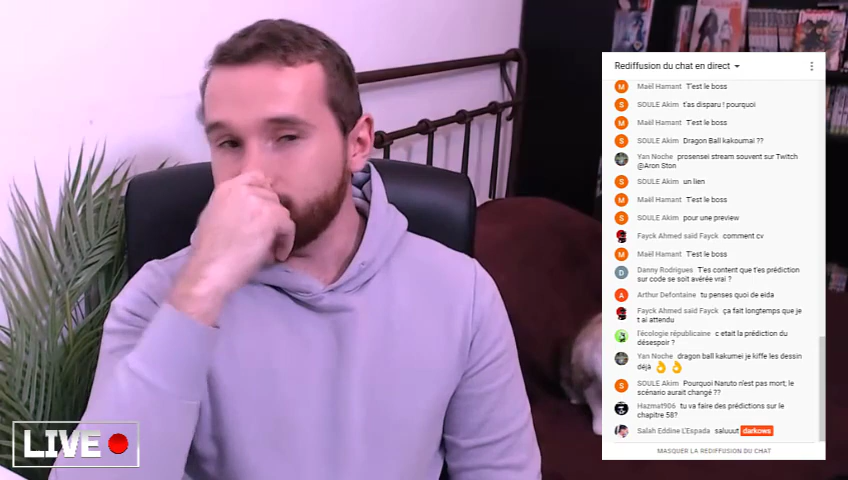 Rediffusion du chat en direct
Maël Hamant T'est le boss
SOULE Akim t'as disparu ! pourquoi
Maël Hamant T'est le boss
SOULE Akim Dragon Ball kakoumai ??
Yan Noche prosensei stream souvent sur Twitch
@Aron Ston
SOULE Akim un lien
Maël Hamant T'est le boss
SOULE Akim pour une preview
Fayck Ahmed saïd Fayck comment cv
Maël Hamant T'est le boss
Danny Rodrigues T'es content que t'es prédiction
sur code se soit avérée vrai ?
Arthur Defontaine tu penses quoi de eida
Fayck Ahmed saïd Fayck ça fait longtemps que je
t ai attendu
l'écologie républicaine c etait la prédiction du
désespoir ?
Yan Noche dragon ball kakumei je kiffe les dessin
déjà 👌 👌
SOULE Akim Pourquoi Naruto n'est pas mort, le
scénario aurait changé ??
Hazmat906 tu va faire des prédictions sur le
chapitre 58?
Salah Eddine L'Espada saluuut darkows
MASQUER LA REDIFFUSION DU CHAT
LIVE